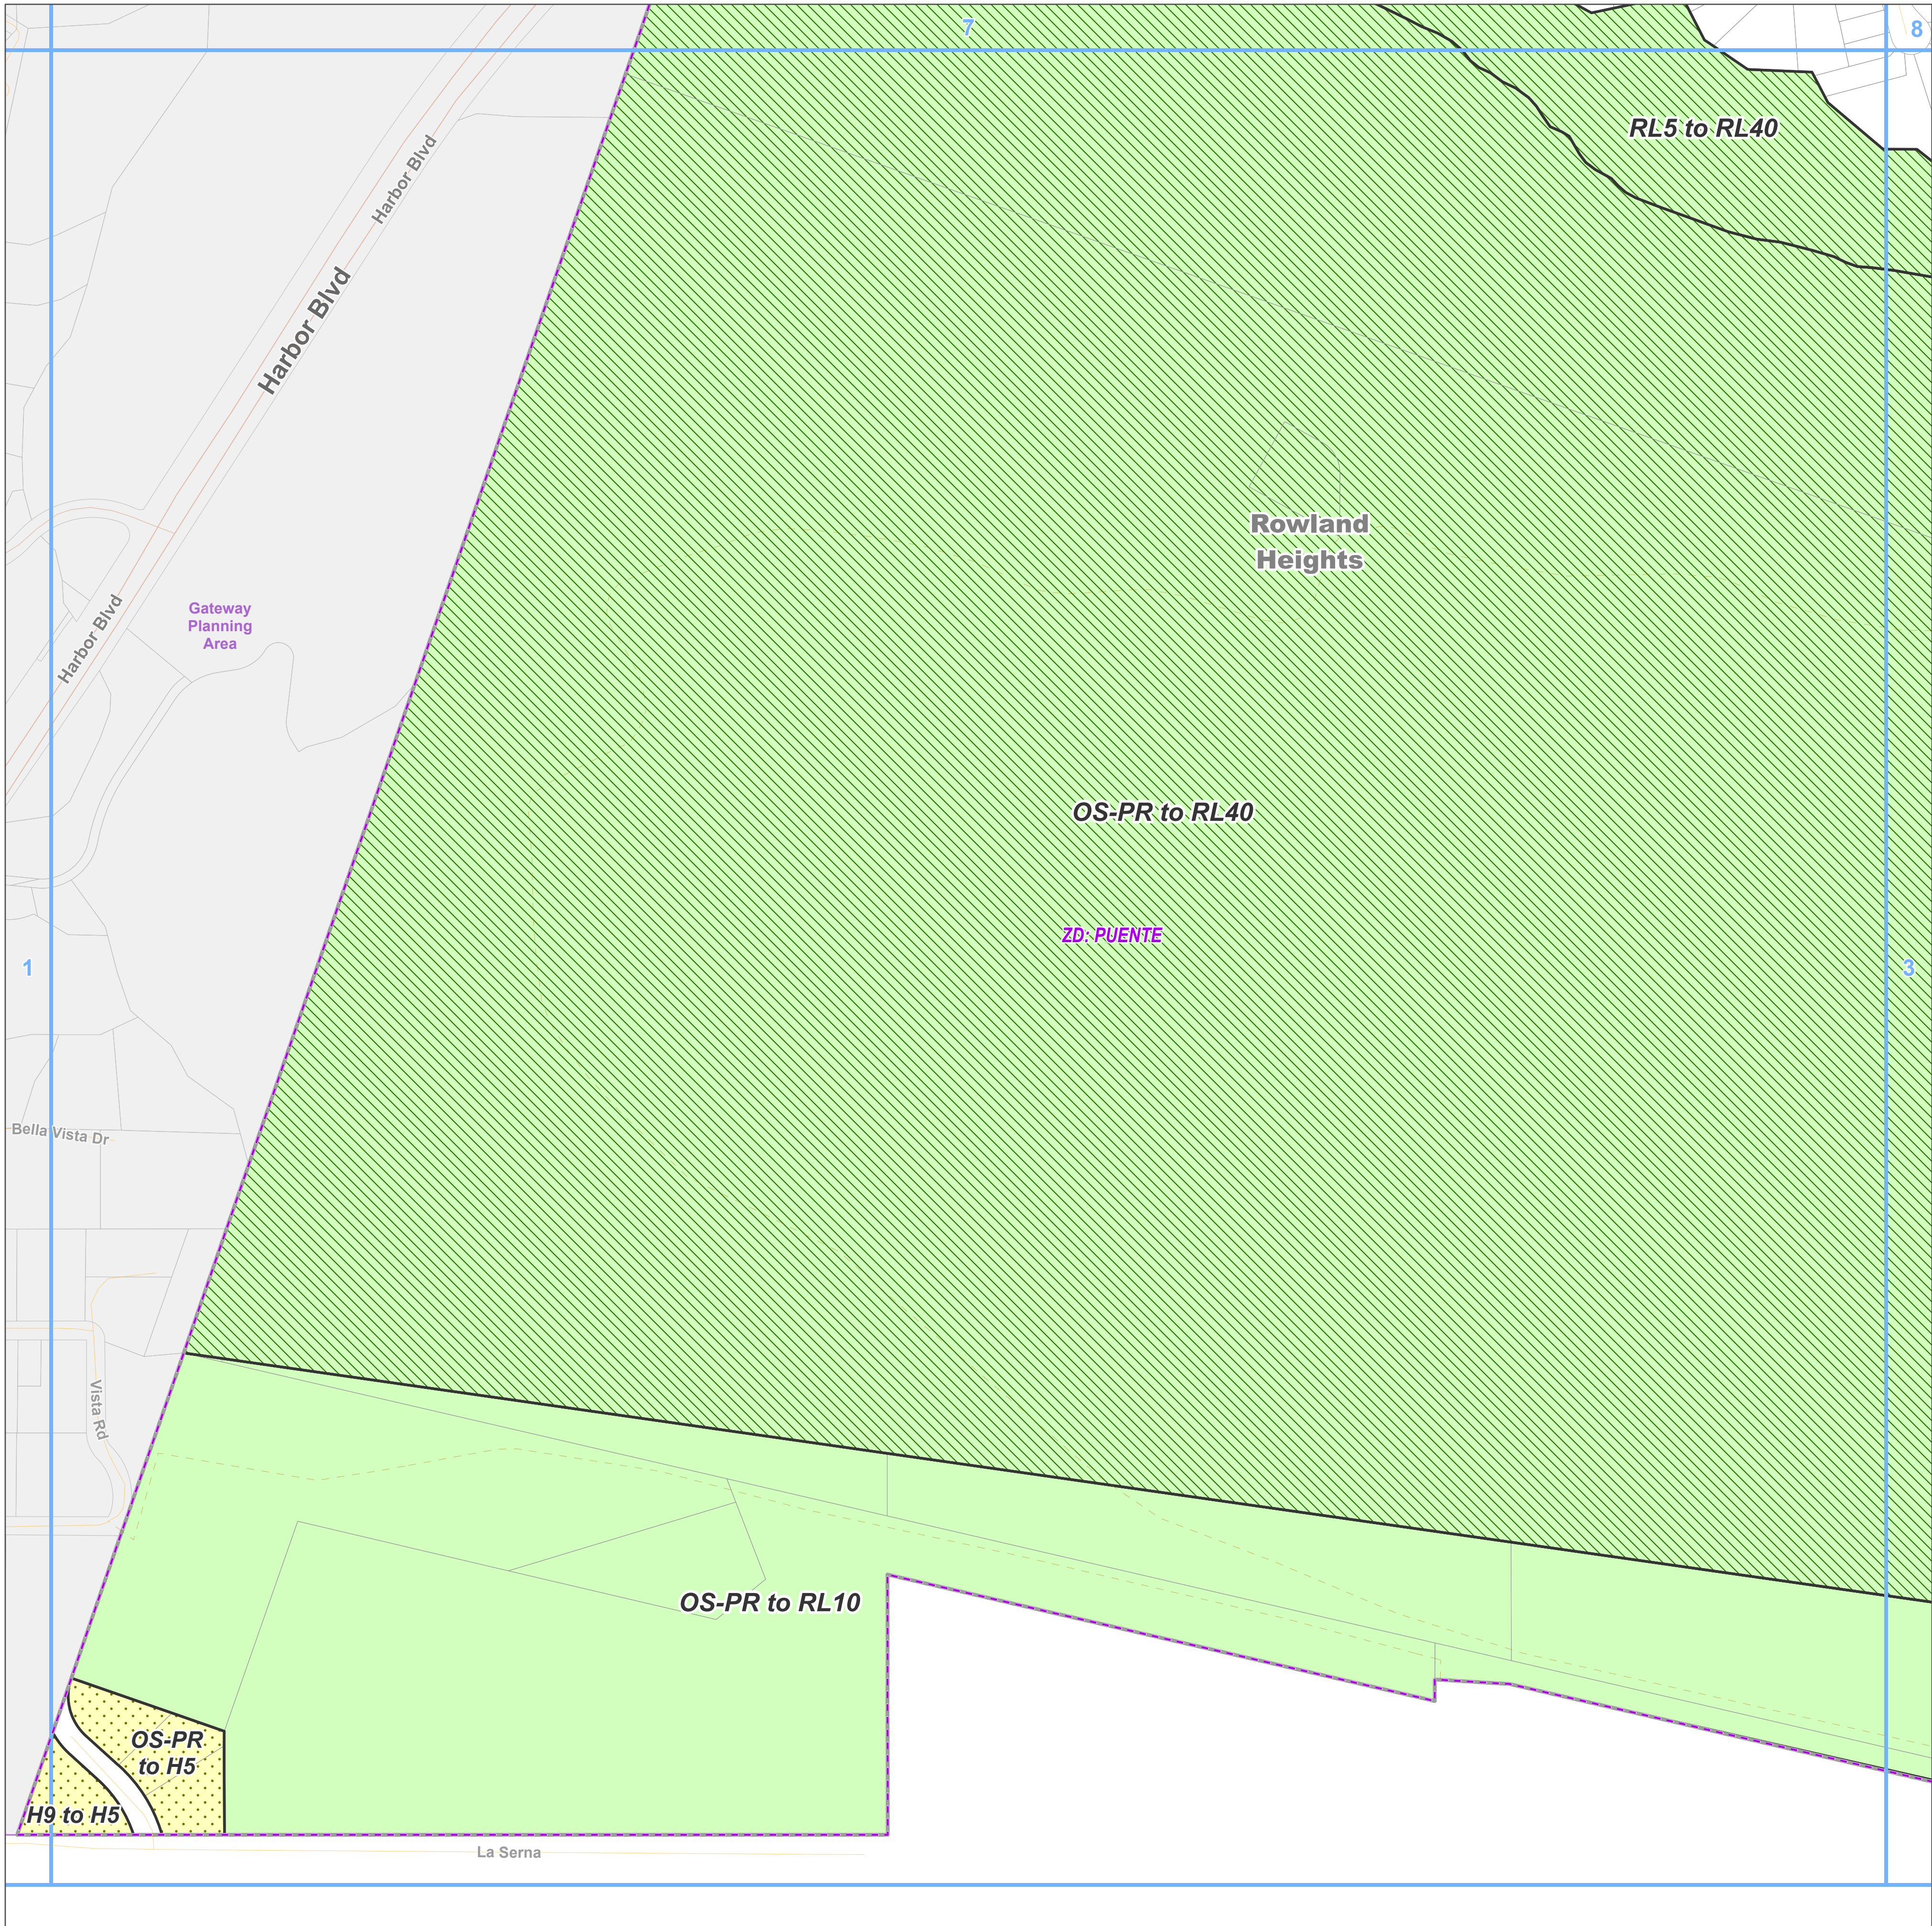 7
8
RL5 to RL40
Harbor Blvd
Harbor Blvd
Rowland
Heights
Harbor Blvd
Gateway
Planning
Area
OS-PR to RL40
ZD: PUENTE
1
3
Bella Vista Dr
Vista Rd
OS-PR to RL10
OS-PR
to H5
H9 to H5
La Serna